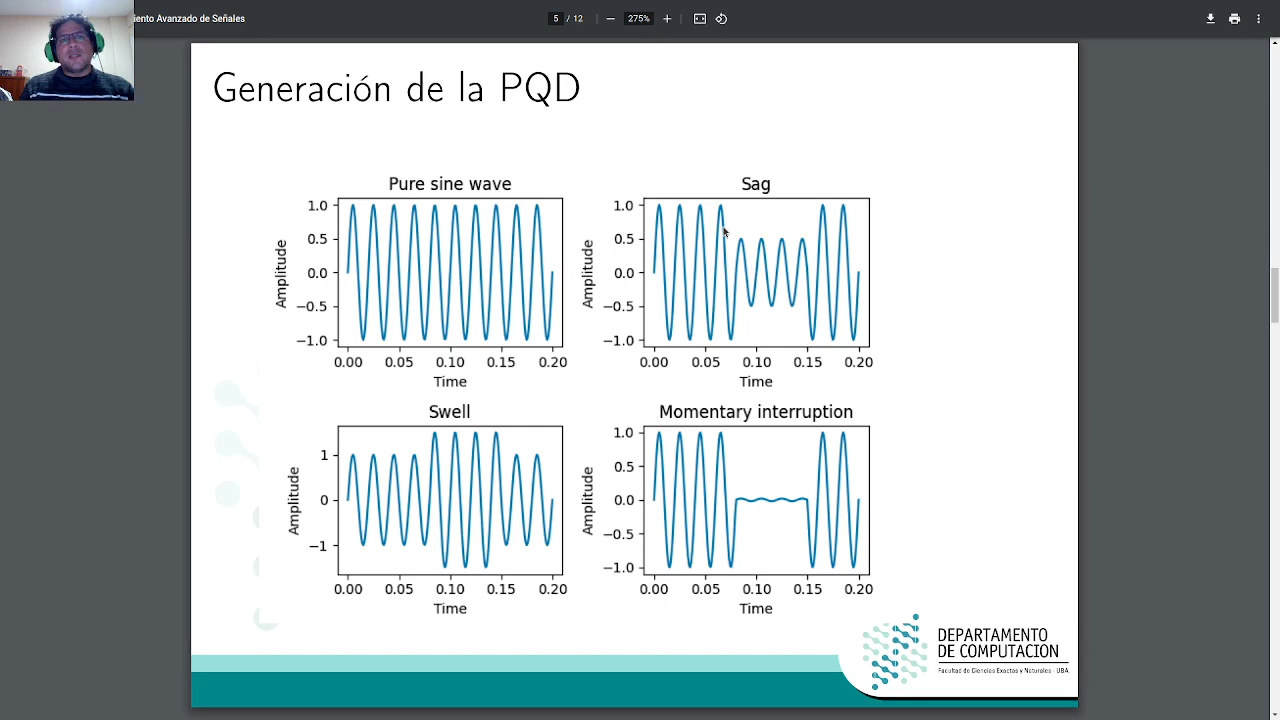 iento Avanzado de Señales
5 / 12
275%
Generación de la PQD
Pure sine wave
1.0
0.5
0.0
−0.5
−1.0
Amplitude
0.00 0.05 0.10 0.15 0.20
Time
Sag
1.0
0.5
0.0
−0.5
−1.0
Amplitude
0.00 0.05 0.10 0.15 0.20
Time
Swell
1
0
−1
Amplitude
0.00 0.05 0.10 0.15 0.20
Time
Momentary interruption
1.0
0.5
0.0
−0.5
−1.0
Amplitude
0.00 0.05 0.10 0.15 0.20
Time
DEPARTAMENTO
DE COMPUTACION
Facultad de Ciencias Exactas y Naturales - UBA